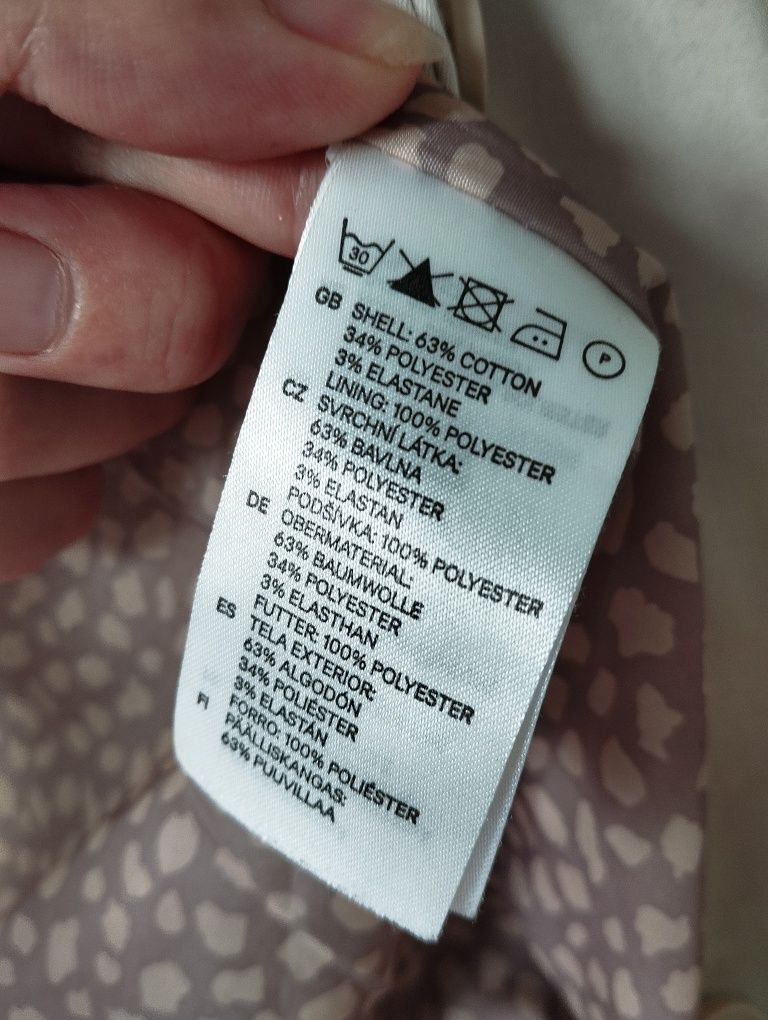 30
P
GB SHELL: 63% COTTON
34% POLYESTER
3% ELASTANE
LINING: 100% POLYESTER
CZ SVRCHNÍ LÁTKA:
63% BAVLNA
34% POLYESTER
3% ELASTAN
PODŠÍVKA: 100% POLYESTER
DE OBERMATERIAL:
63% BAUMWOLLE
34% POLYESTER
3% ELASTHAN
FUTTER: 100% POLYESTER
ES TELA EXTERIOR:
63% ALGODÓN
34% POLIÉSTER
3% ELASTÁN
FORRO: 100% POLIÉSTER
FI PÄÄLLISKANGAS:
63% PUUVILLAA